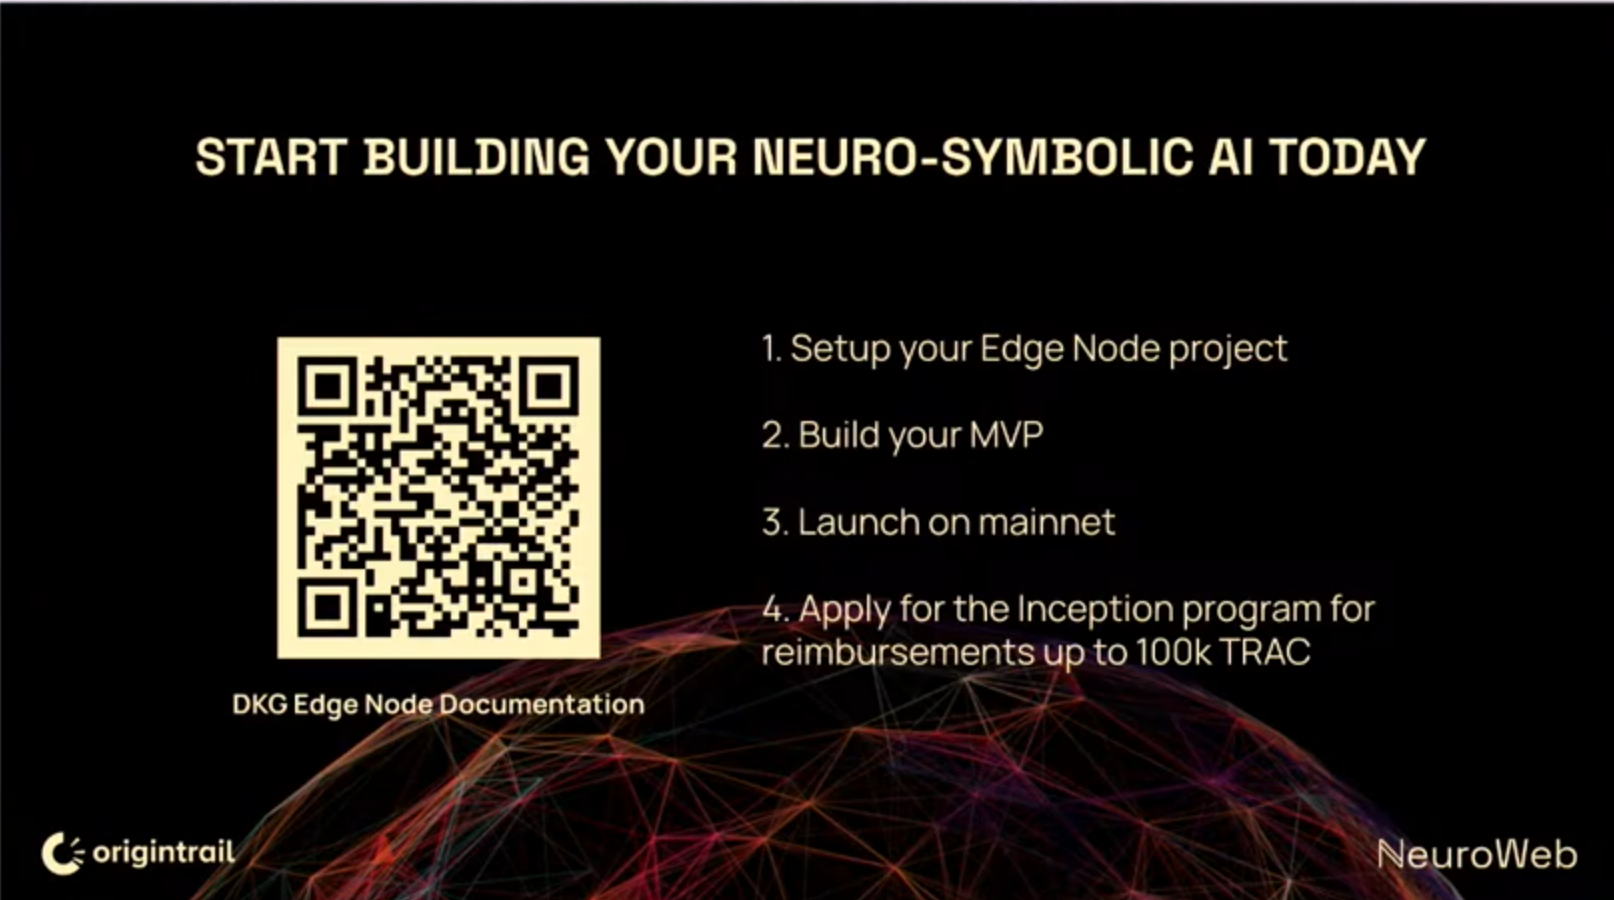 START BUILDING YOUR NEURO-SYMBOLIC AI TODAY
1. Setup your Edge Node project
2. Build your MVP
3. Launch on mainnet
4. Apply for the Inception program for
reimbursements up to 100k TRAC
DKG Edge Node Documentation
origintrail
NeuroWeb